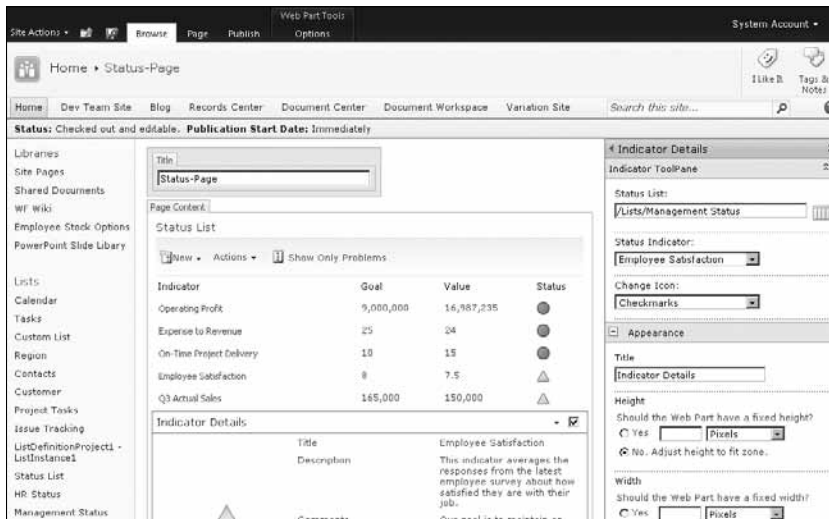 Web Part Tools
Site Actions Browse Page Publish Options System Account
Home Status-Page
I Like It Tags & Notes
Home Dev Team Site Blog Records Center Document Center Document Workspace Variation Site Search this site...
Status: Checked out and editable. Publication Start Date: Immediately
Libraries
Site Pages
Shared Documents
WF Wiki
Employee Stock Options
PowerPoint Slide Libary
Lists
Calendar
Tasks
Custom List
Region
Contacts
Customer
Project Tasks
Issue Tracking
ListDefinitionProject1 -
ListInstance1
Status List
HR Status
Management Status
Title
Status-Page
Page Content
Status List
New Actions Show Only Problems
Indicator Goal Value Status
Operating Profit 9,000,000 16,987,235
Expense to Revenue 25 24
On-Time Project Delivery 10 15
Employee Satisfaction 8 7.5
Q3 Actual Sales 165,000 150,000
Indicator Details
Title Employee Satisfaction
Description This indicator averages the
responses from the latest
employee survey about how
satisfied they are with their
job.
Comments Our goal is to maintain an
Indicator Details
Indicator ToolPane
Status List:
/Lists/Management Status
Status Indicator:
Employee Satisfaction
Change Icon:
Checkmarks
Appearance
Title
Indicator Details
Height
Should the Web Part have a fixed height?
Yes Pixels
No. Adjust height to fit zone.
Width
Should the Web Part have a fixed width?
Yes Pixels